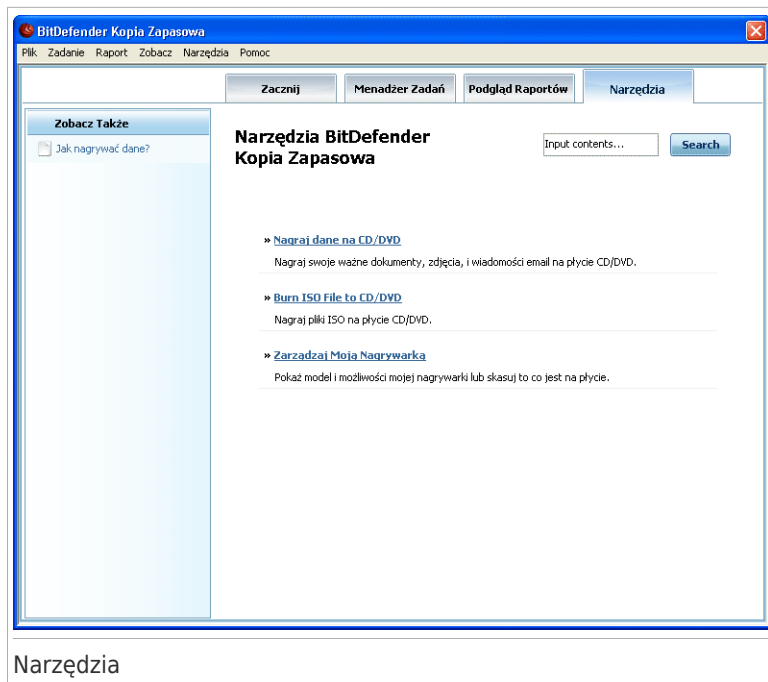 BitDefender Kopia Zapasowa
Plik Zadanie Raport Zobacz Narzędzia Pomoc
Zacznij Menadżer Zadań Podgląd Raportów Narzędzia
Zobacz Także
Jak nagrywać dane?
Narzędzia BitDefender
Kopia Zapasowa
Input contents... Search
» Nagraj dane na CD/DVD
Nagraj swoje ważne dokumenty, zdjęcia, i wiadomości email na płycie CD/DVD.
» Burn ISO File to CD/DVD
Nagraj pliki ISO na płycie CD/DVD.
» Zarządzaj Moją Nagrywarką
Pokaż model i możliwości mojej nagrywarki lub skasuj to co jest na płycie.
Narzędzia